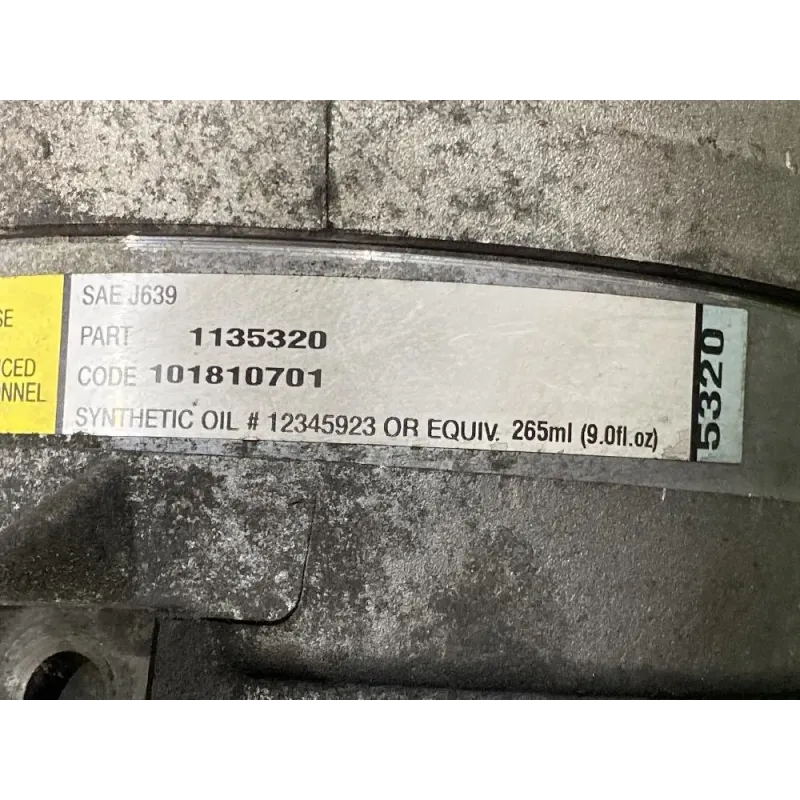 SAE J639
PART 1135320
CODE 101810701
SYNTHETIC OIL # 12345923 OR EQUIV. 265ml (9.0fl.oz)
5320